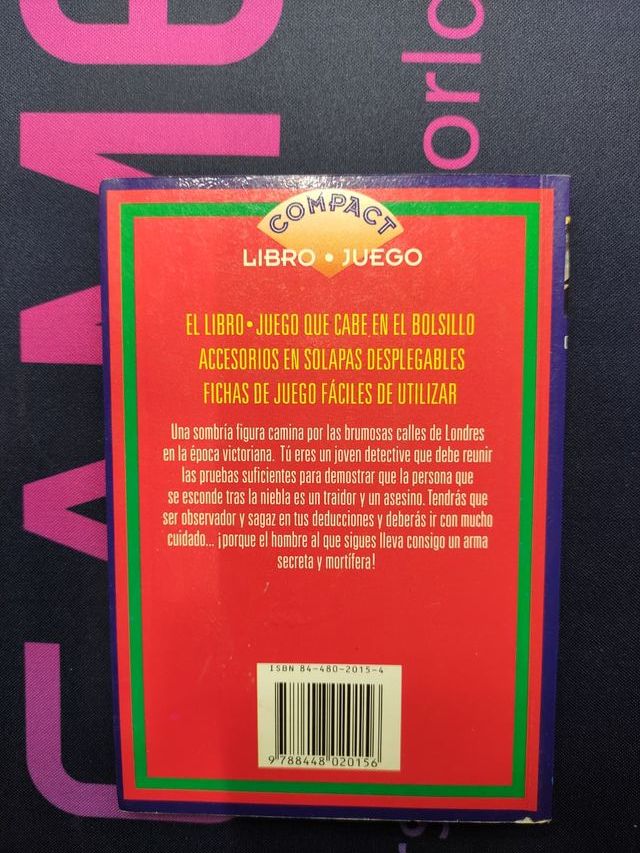 COMPACT
LIBRO • JUEGO
EL LIBRO • JUEGO QUE CABE EN EL BOLSILLO
ACCESORIOS EN SOLAPAS DESPLEGABLES
FICHAS DE JUEGO FÁCILES DE UTILIZAR
Una sombría figura camina por las brumosas calles de Londres
en la época victoriana. Tú eres un joven detective que debe reunir
las pruebas suficientes para demostrar que la persona que
se esconde tras la niebla es un traidor y un asesino. Tendrás que
ser observador y sagaz en tus deducciones y deberás ir con mucho
cuidado... ¡porque el hombre al que sigues lleva consigo un arma
secreta y mortífera!
ISBN 84-480-2015-4
9 788448 020156